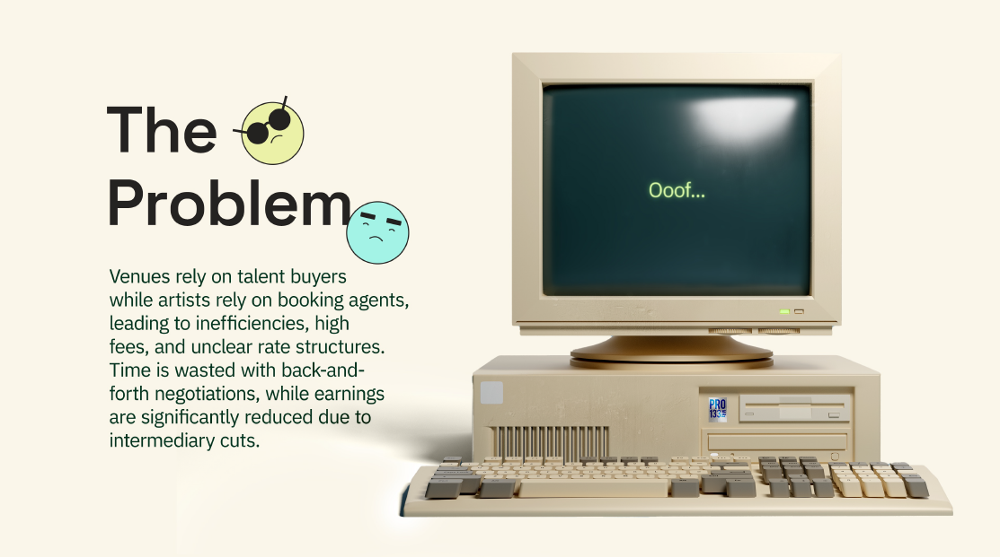 The
Problem
Venues rely on talent buyers
while artists rely on booking agents,
leading to inefficiencies, high
fees, and unclear rate structures.
Time is wasted with back-and-
forth negotiations, while earnings
are significantly reduced due to
intermediary cuts.
Ooof...
PRO
133